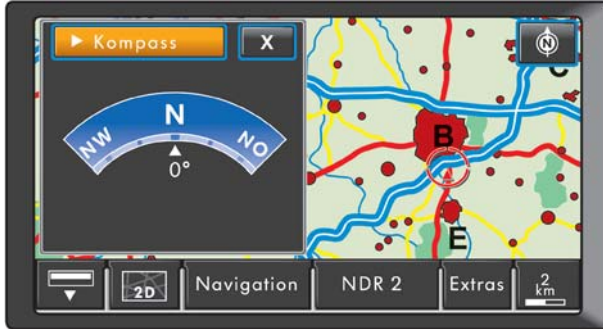 Kompass
X
N
NW
N
NO
0°
B
C
E
2D
Navigation
NDR 2
Extras
2
km